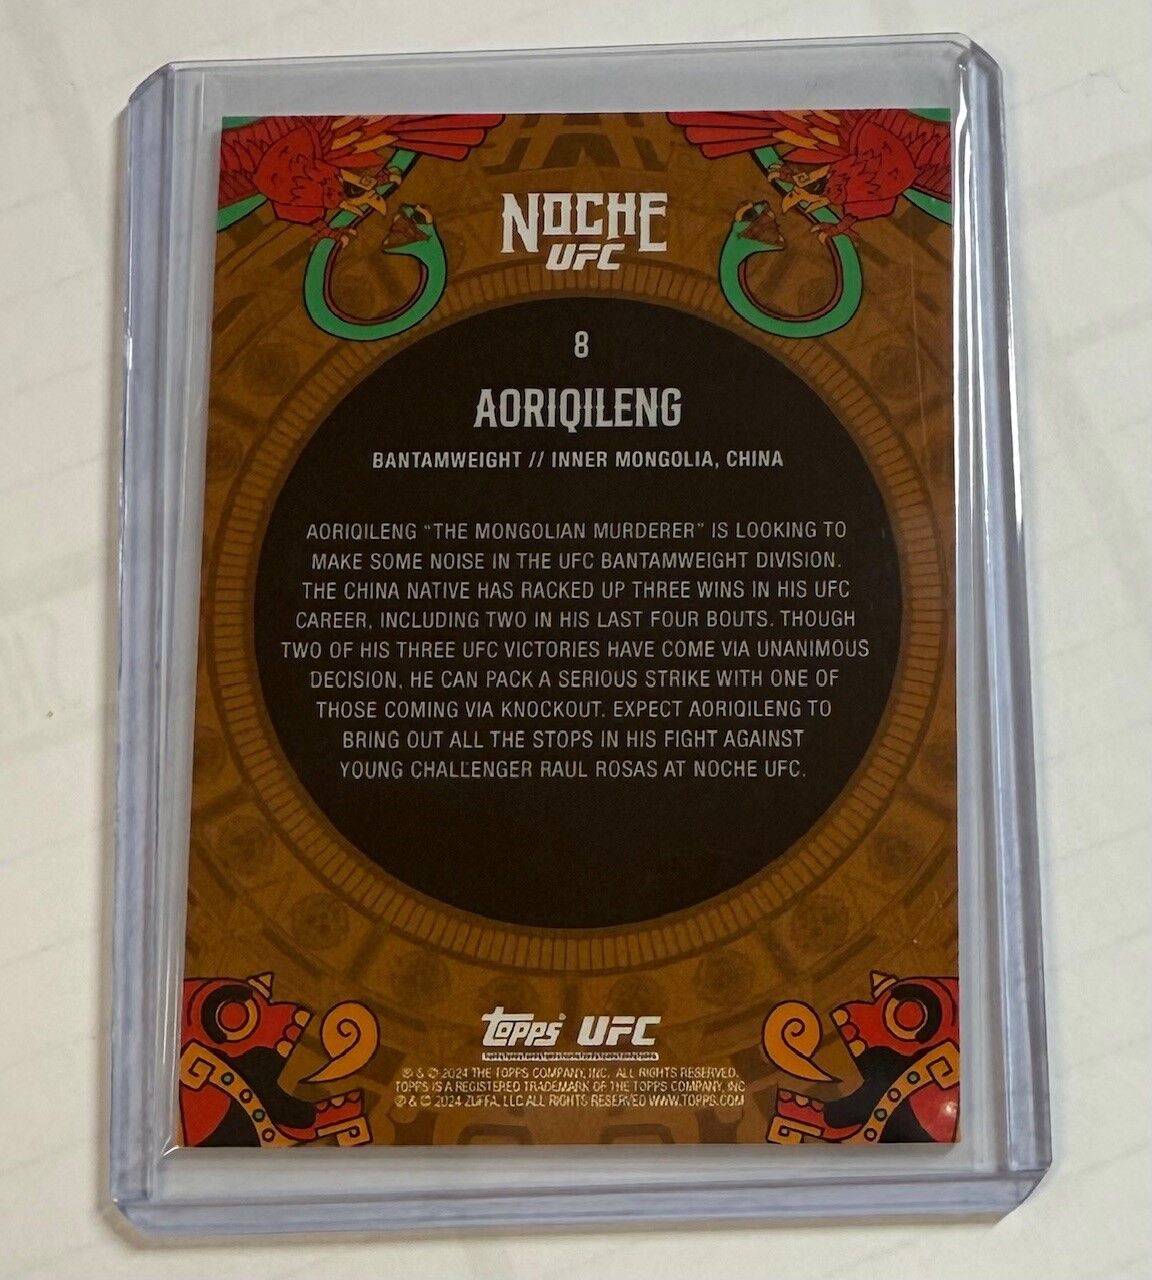 NOCHE
UFC
8
AORIQILENG
BANTAMWEIGHT // INNER MONGOLIA, CHINA
AORIQILENG "THE MONGOLIAN MURDERER" IS LOOKING TO
MAKE SOME NOISE IN THE UFC BANTAMWEIGHT DIVISION.
THE CHINA NATIVE HAS RACKED UP THREE WINS IN HIS UFC
CAREER, INCLUDING TWO IN HIS LAST FOUR BOUTS. THOUGH
TWO OF HIS THREE UFC VICTORIES HAVE COME VIA UNANIMOUS
DECISION, HE CAN PACK A SERIOUS STRIKE WITH ONE OF
THOSE COMING VIA KNOCKOUT. EXPECT AORIQILENG TO
BRING OUT ALL THE STOPS IN HIS FIGHT AGAINST
YOUNG CHALLENGER RAUL ROSAS AT NOCHE UFC.
Topps® UFC
® & © 2024 THE TOPPS COMPANY, INC. ALL RIGHTS RESERVED.
TOPPS IS A REGISTERED TRADEMARK OF THE TOPPS COMPANY, INC.
® & © 2024 ZUFFA, LLC ALL RIGHTS RESERVED WWW.TOPPS.COM